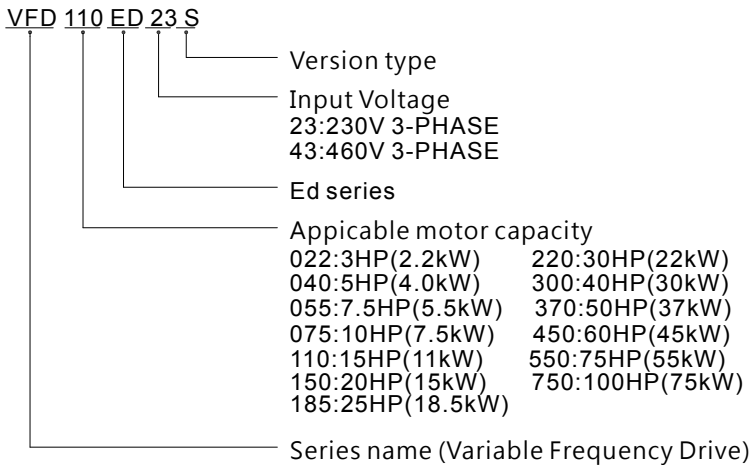 VFD 110 ED 23 S
Version type
Input Voltage
23:230V 3-PHASE
43:460V 3-PHASE
Ed series
Appicable motor capacity
022:3HP(2.2kW) 220:30HP(22kW)
040:5HP(4.0kW) 300:40HP(30kW)
055:7.5HP(5.5kW) 370:50HP(37kW)
075:10HP(7.5kW) 450:60HP(45kW)
110:15HP(11kW) 550:75HP(55kW)
150:20HP(15kW) 750:100HP(75kW)
185:25HP(18.5kW)
Series name (Variable Frequency Drive)